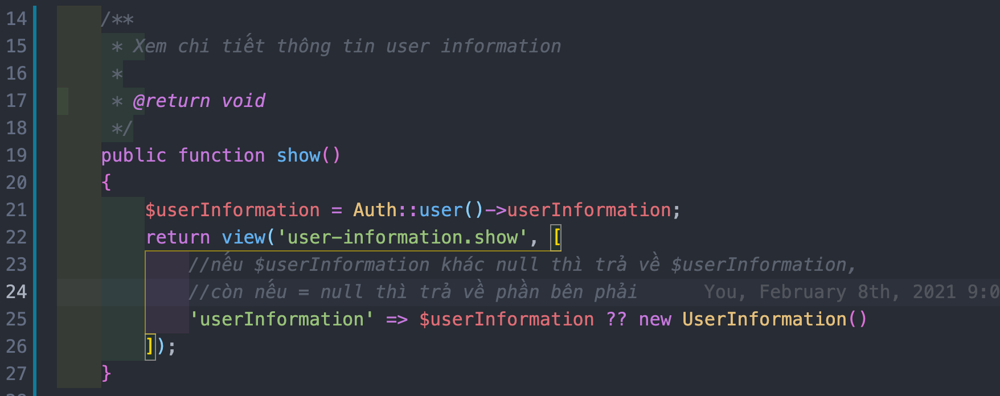 14 /**
15 * Xem chi tiết thông tin user information
16 *
17 * @return void
18 */
19 public function show()
20 {
21 $userInformation = Auth::user()->userInformation;
22 return view('user-information.show', [
23 //nếu $userInformation khác null thì trả về $userInformation,
24 //còn nếu = null thì trả về phần bên phải You, February 8th, 2021 9:0
25 'userInformation' => $userInformation ?? new UserInformation()
26 ]);
27 }